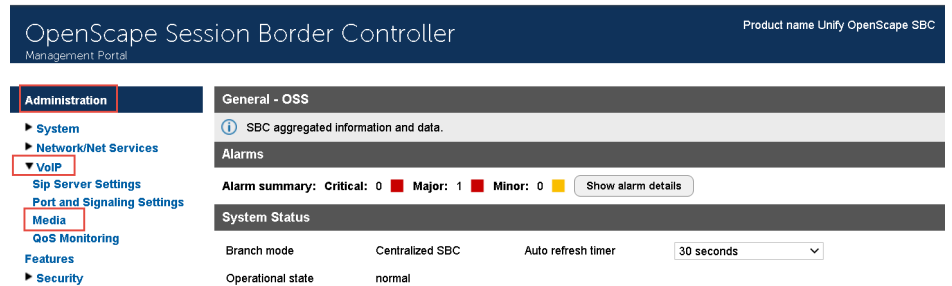 OpenScape Session Border Controller
Product name Unify OpenScape SBC
Management Portal
Administration
System
Network/Net Services
VoIP
Sip Server Settings
Port and Signaling Settings
Media
QoS Monitoring
Features
Security
General - OSS
SBC aggregated information and data.
Alarms
Alarm summary: Critical: 0 Major: 1 Minor: 0 Show alarm details
System Status
Branch mode Centralized SBC Auto refresh timer 30 seconds
Operational state normal